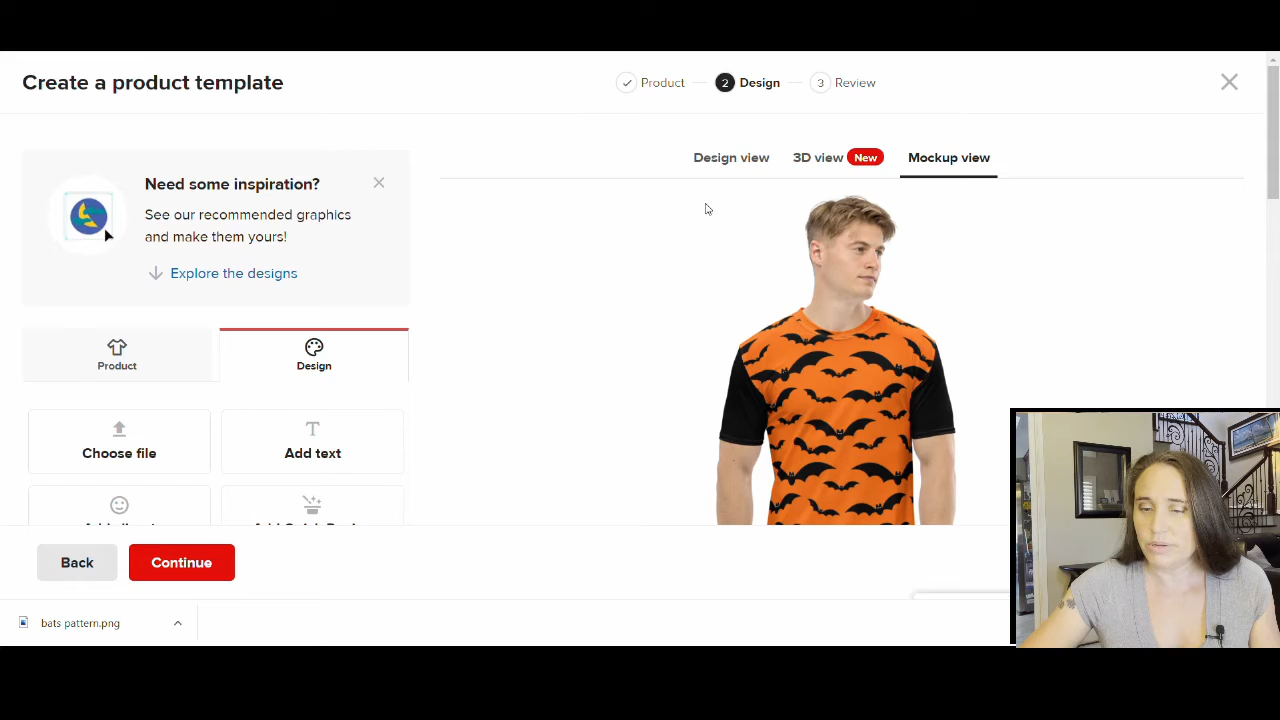 Create a product template
Product
2 Design
3 Review
Design view
3D view New
Mockup view
Need some inspiration?
See our recommended graphics
and make them yours!
Explore the designs
Product
Design
Choose file
Add text
Back
Continue
bats pattern.png